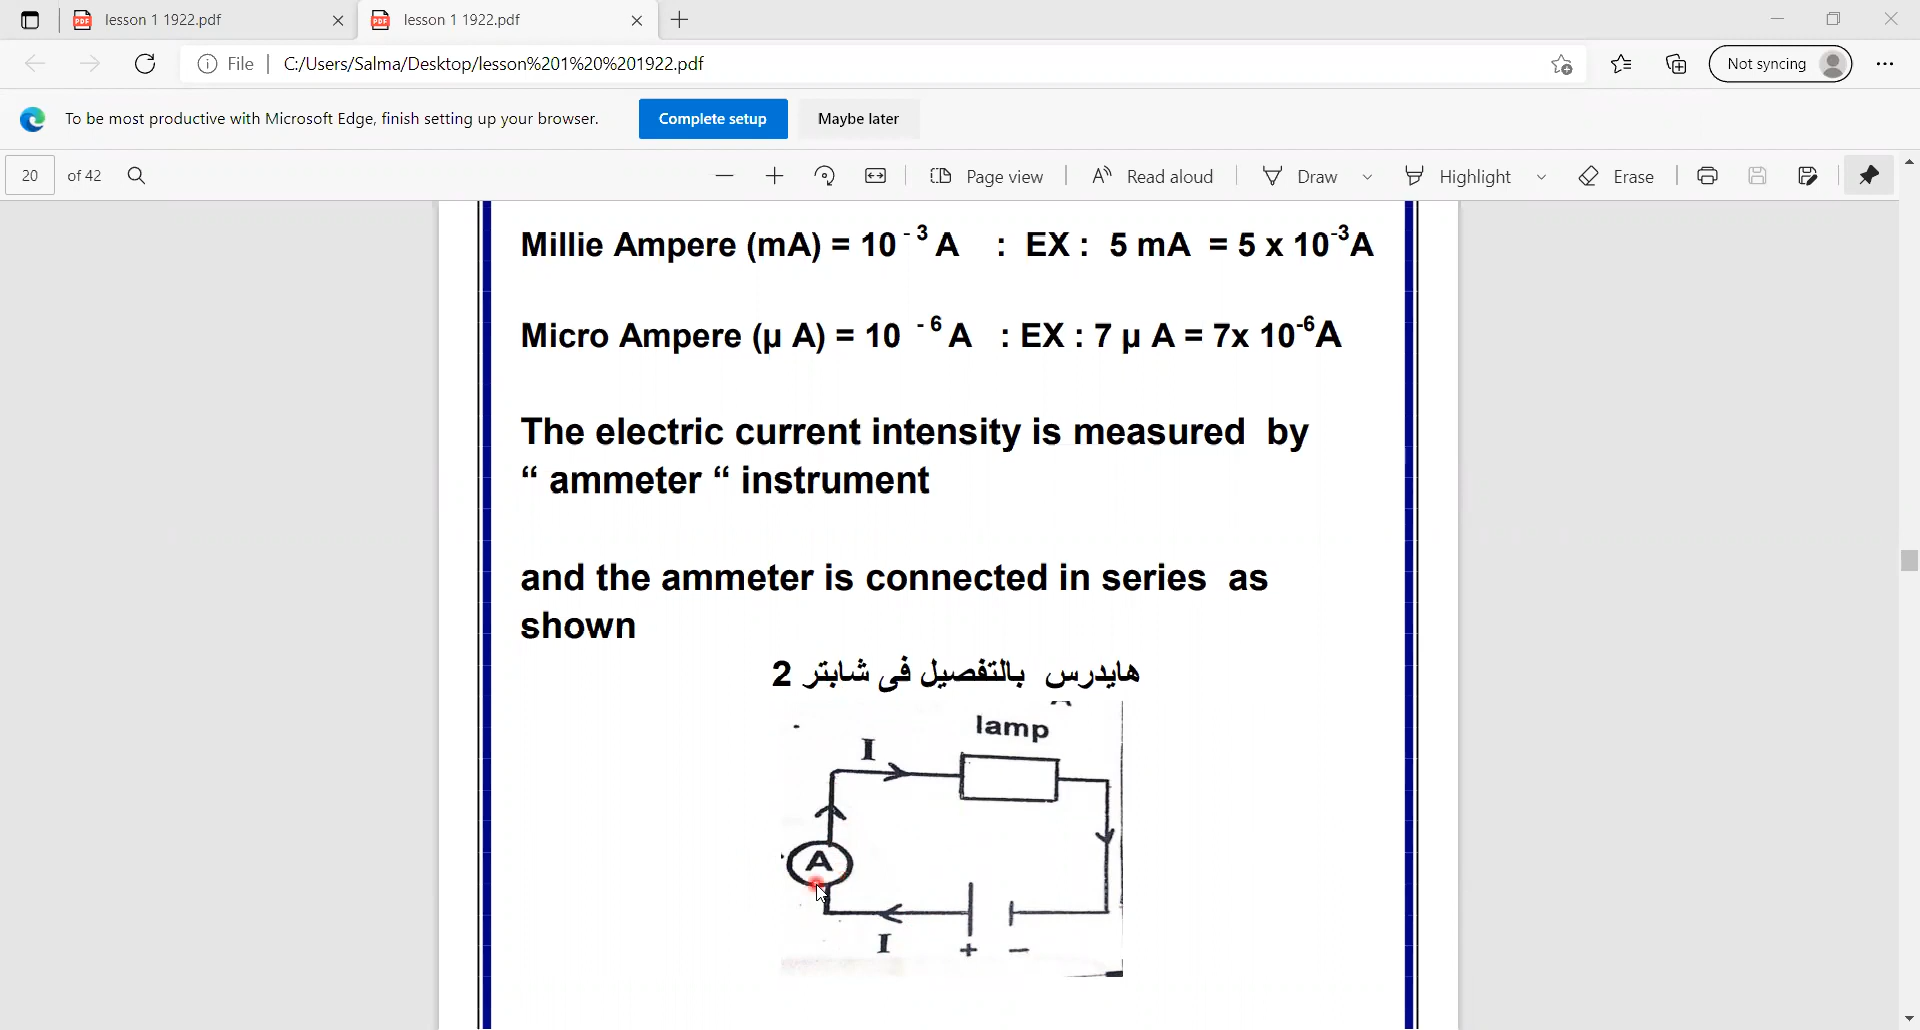 lesson 1 1922.pdf
lesson 1 1922.pdf
File
C:/Users/Salma/Desktop/lesson%201%20%201922.pdf
Not syncing
To be most productive with Microsoft Edge, finish setting up your browser.
Complete setup
Maybe later
20 of 42
Page view
Read aloud
Draw
Highlight
Erase
Millie Ampere (mA) = 10 ⁻ ³ A : EX : 5 mA = 5 x 10⁻³A
Micro Ampere (µ A) = 10 ⁻ ⁶ A : EX : 7 µ A = 7x 10⁻⁶A
The electric current intensity is measured by
“ ammeter “ instrument
and the ammeter is connected in series as
shown
هايدرس بالتفصيل فى شابتر 2
lamp
I
A
I
+ −